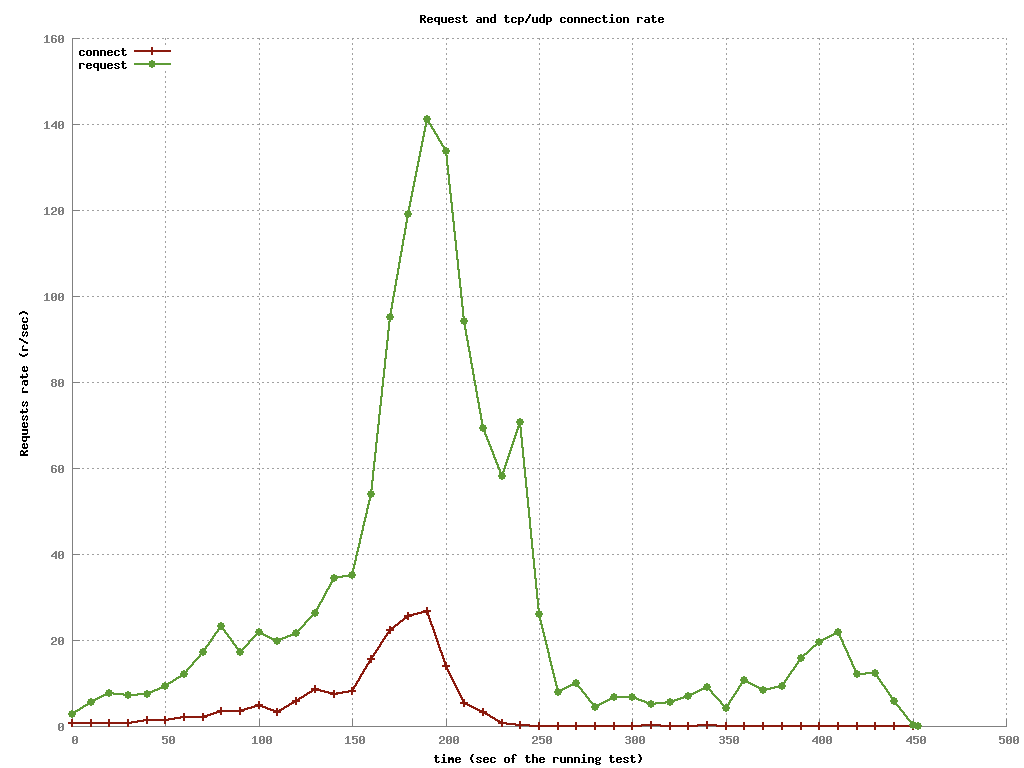 Request and tcp/udp connection rate
160
connect
request
140
120
100
80
60
40
20
0
Requests rate (r/sec)
0 50 100 150 200 250 300 350 400 450 500
time (sec of the running test)